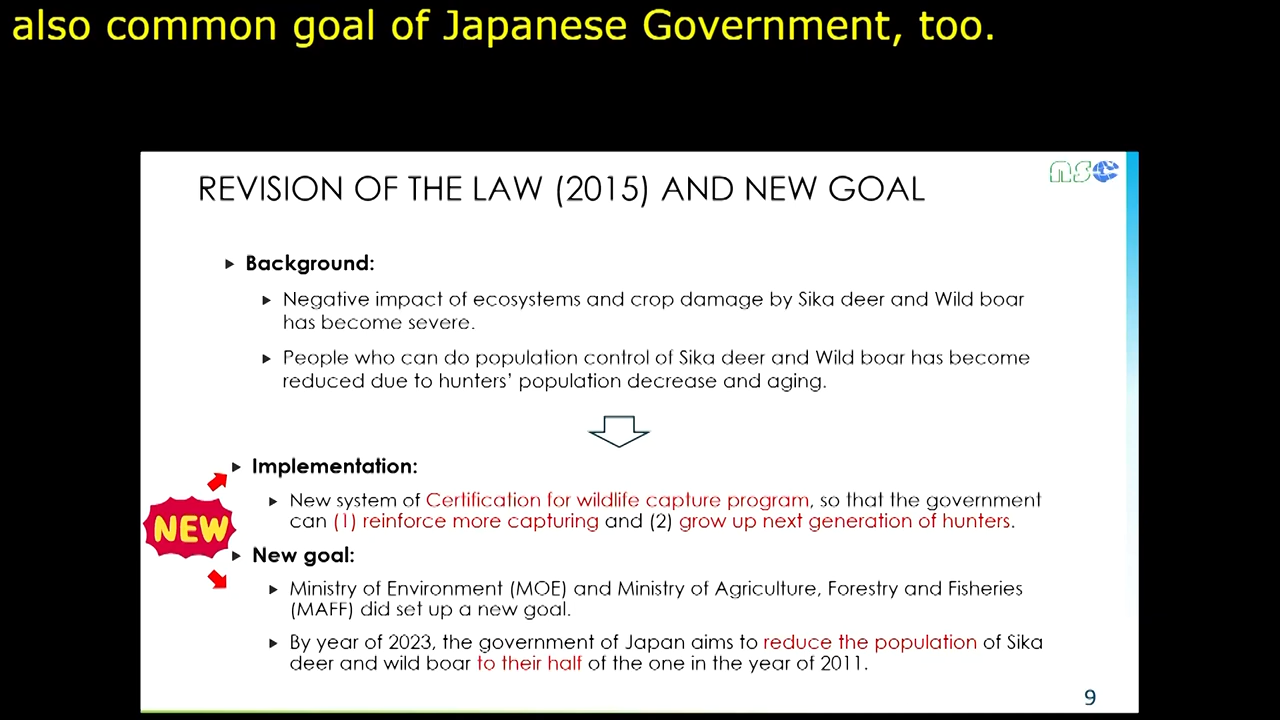 also common goal of Japanese Government, too.
nsc
REVISION OF THE LAW (2015) AND NEW GOAL
Background:
Negative impact of ecosystems and crop damage by Sika deer and Wild boar
has become severe.
People who can do population control of Sika deer and Wild boar has become
reduced due to hunters’ population decrease and aging.
Implementation:
New system of Certification for wildlife capture program, so that the government
can (1) reinforce more capturing and (2) grow up next generation of hunters.
NEW
New goal:
Ministry of Environment (MOE) and Ministry of Agriculture, Forestry and Fisheries
(MAFF) did set up a new goal.
By year of 2023, the government of Japan aims to reduce the population of Sika
deer and wild boar to their half of the one in the year of 2011.
9